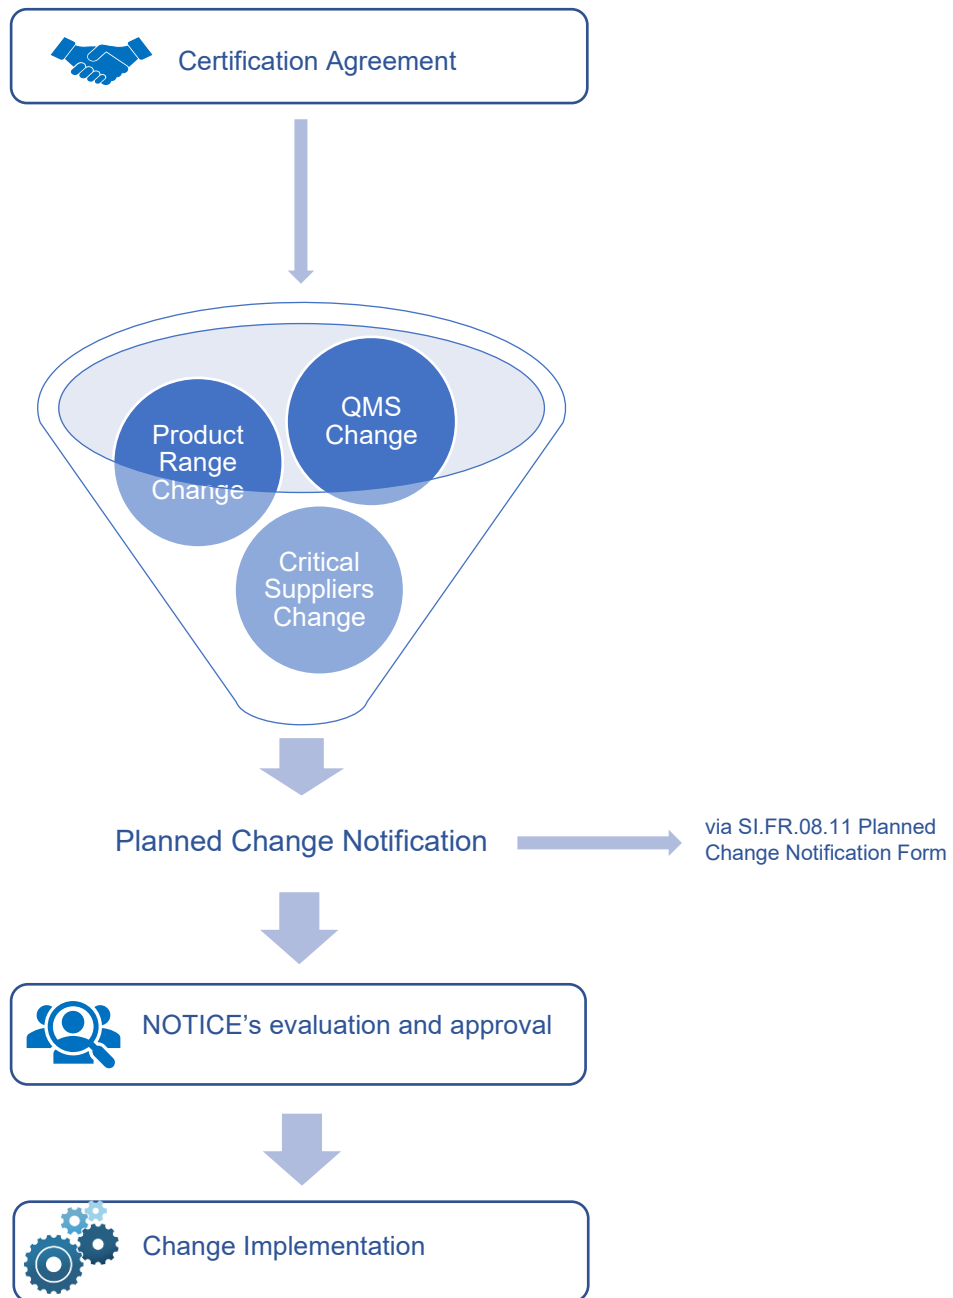 Certification Agreement
QMS
Change
Product
Range
Change
Critical
Suppliers
Change
Planned Change Notification
via SI.FR.08.11 Planned
Change Notification Form
NOTICE’s evaluation and approval
Change Implementation